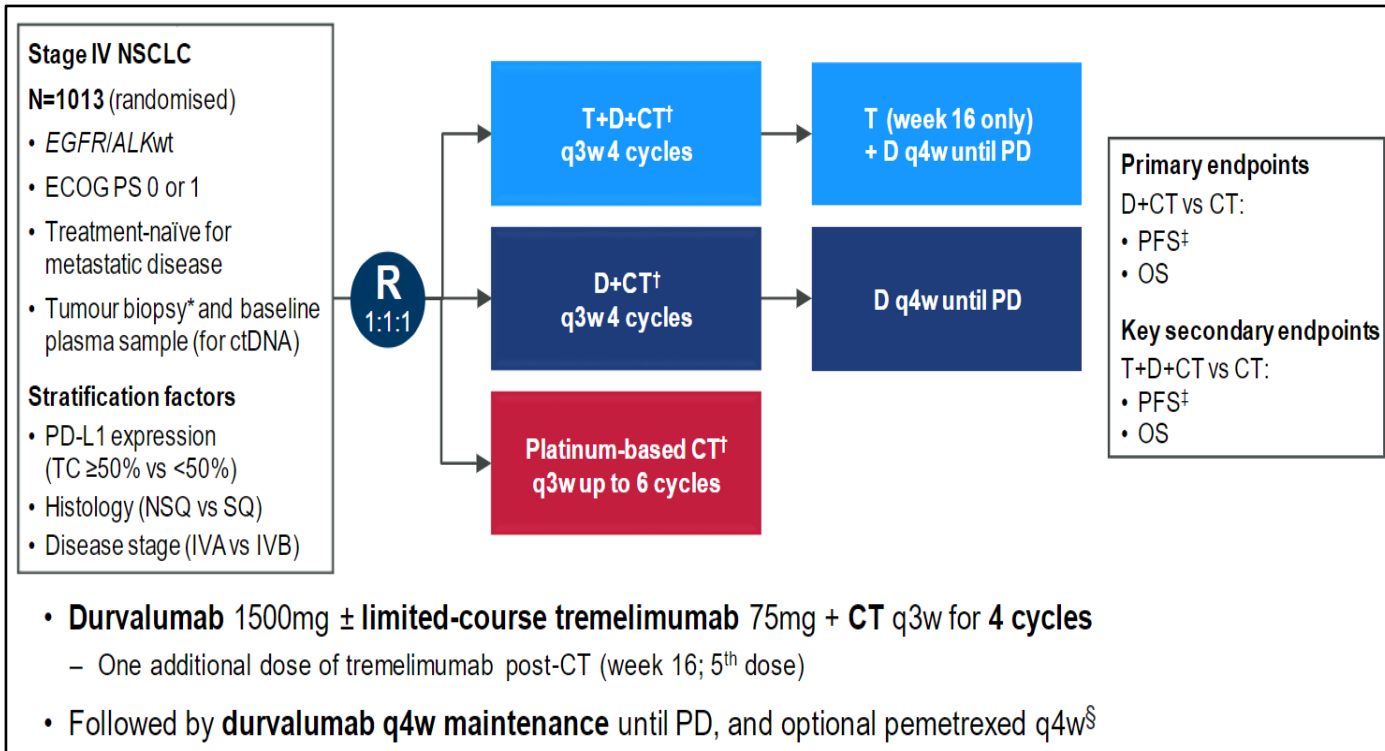 Stage IV NSCLC
N=1013 (randomised)
• EGFR/ALKwt
• ECOG PS 0 or 1
• Treatment-naïve for
metastatic disease
• Tumour biopsy* and baseline
plasma sample (for ctDNA)
Stratification factors
• PD-L1 expression
(TC ≥50% vs <50%)
• Histology (NSQ vs SQ)
• Disease stage (IVA vs IVB)
R
1:1:1
T+D+CT†
q3w 4 cycles
T (week 16 only)
+ D q4w until PD
D+CT†
q3w 4 cycles
D q4w until PD
Platinum-based CT†
q3w up to 6 cycles
Primary endpoints
D+CT vs CT:
• PFS‡
• OS
Key secondary endpoints
T+D+CT vs CT:
• PFS‡
• OS
• Durvalumab 1500mg ± limited-course tremelimumab 75mg + CT q3w for 4 cycles
– One additional dose of tremelimumab post-CT (week 16; 5th dose)
• Followed by durvalumab q4w maintenance until PD, and optional pemetrexed q4w§